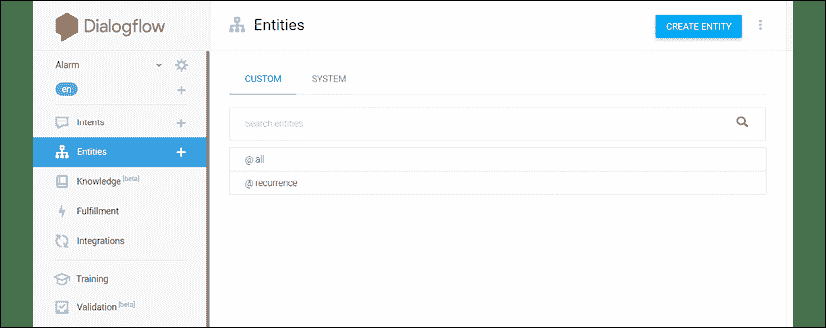 Dialogflow
Entities
CREATE ENTITY
Alarm
en
CUSTOM
SYSTEM
Intents
Search entities
Entities
@ all
Knowledge [beta]
@ recurrence
Fulfillment
Integrations
Training
Validation [beta]